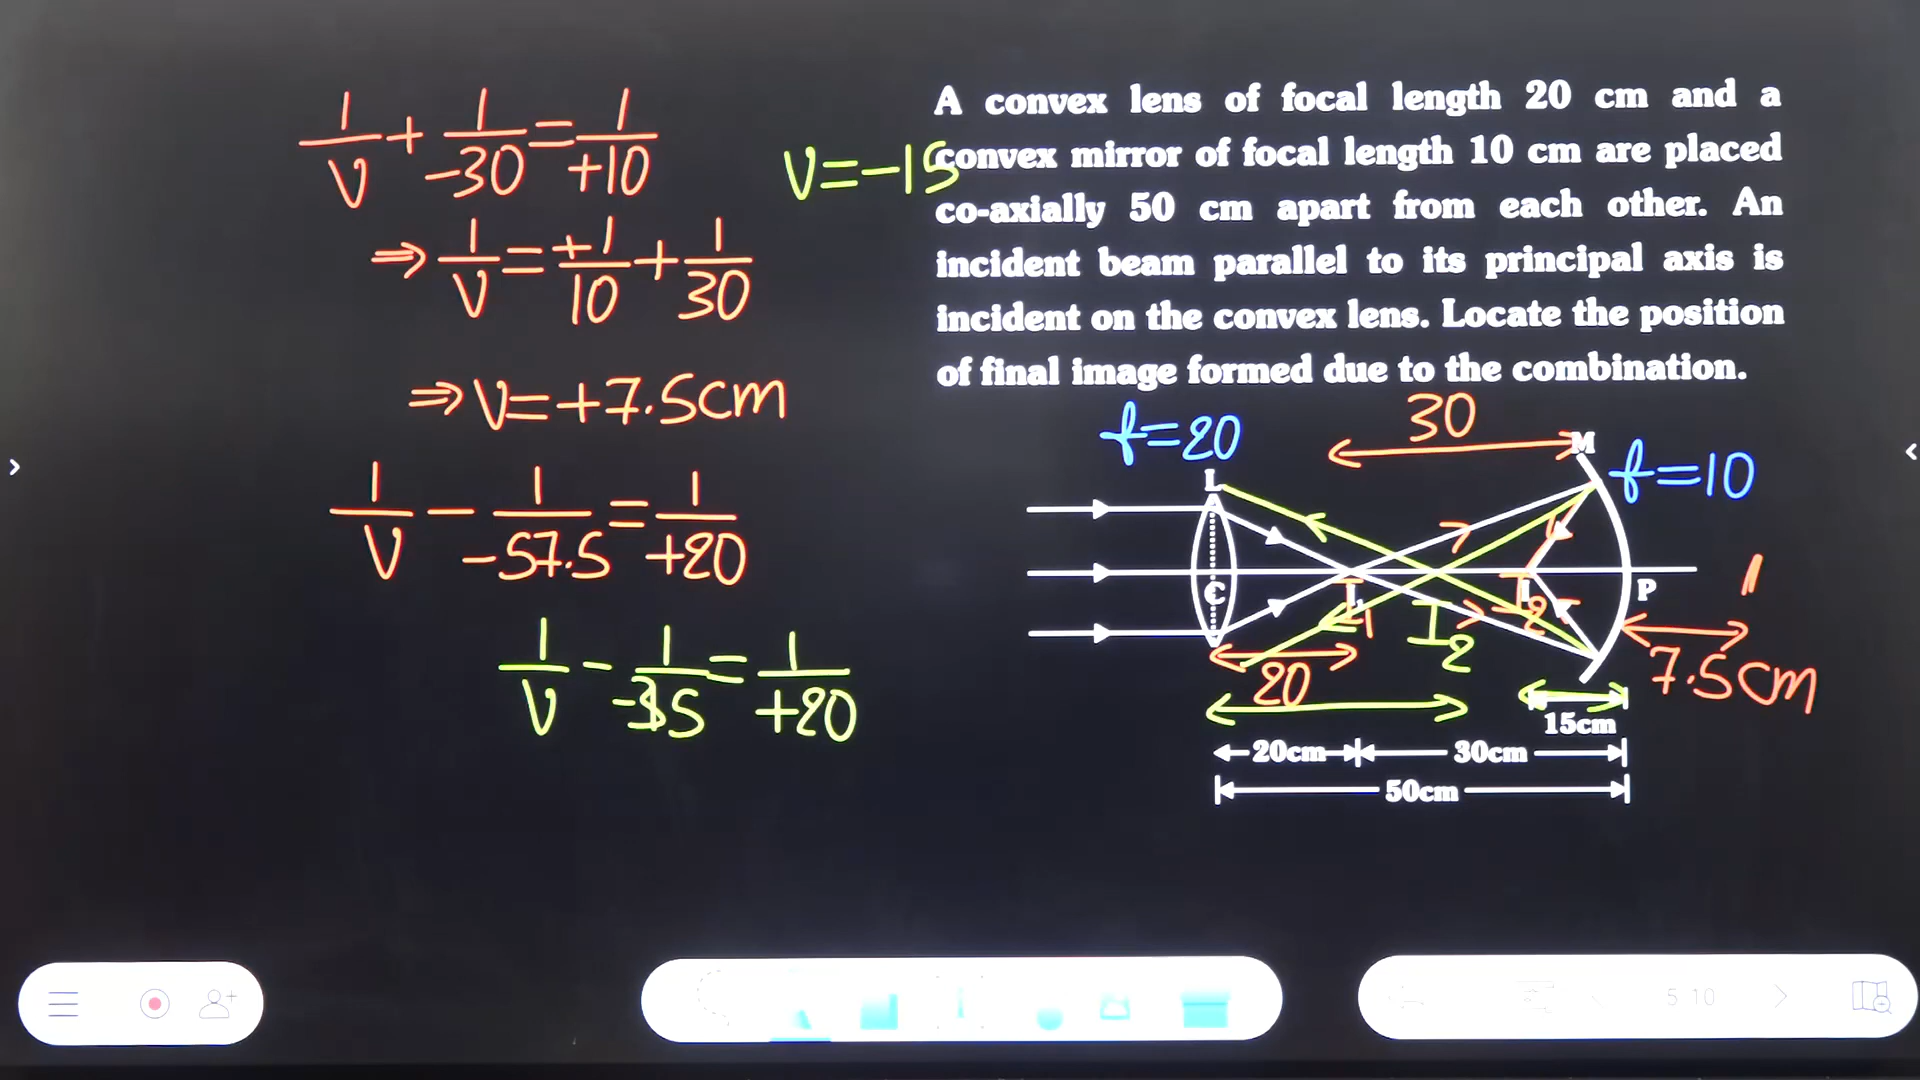 1/V + 1/-30 = 1/+10
⇒ 1/V = +1/10 + 1/30
⇒ V = +7.5cm
1/V - 1/-57.5 = 1/+20
1/V - 1/-35 = 1/+20
V = -15
A convex lens of focal length 20 cm and a
convex mirror of focal length 10 cm are placed
co-axially 50 cm apart from each other. An
incident beam parallel to its principal axis is
incident on the convex lens. Locate the position
of final image formed due to the combination.
30
f=20
M
f=10
L
C
P
I1
I2
I2
20
7.5cm
15cm
20cm
30cm
50cm
5 10